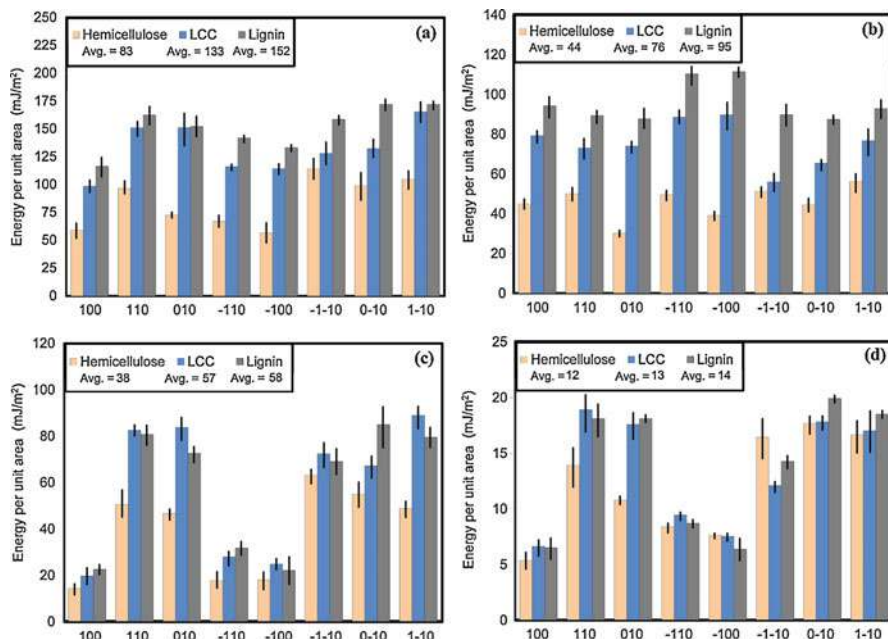 250
225
200
175
150
125
100
75
50
25
0
Energy per unit area (mJ/m²)
Hemicellulose LCC Lignin
Avg. = 83 Avg. = 133 Avg. = 152
(a)
100 110 010 -110 -100 -1-10 0-10 1-10
140
120
100
80
60
40
20
0
Energy per unit area (mJ/m²)
Hemicellulose LCC Lignin
Avg. = 44 Avg. = 76 Avg. = 95
(b)
100 110 010 -110 -100 -1-10 0-10 1-10
120
100
80
60
40
20
0
Energy per unit area (mJ/m²)
Hemicellulose LCC Lignin
Avg. = 38 Avg. = 57 Avg. = 58
(c)
100 110 010 -110 -100 -1-10 0-10 1-10
25
20
15
10
5
0
Energy per unit area (mJ/m²)
Hemicellulose LCC Lignin
Avg. =12 Avg. = 13 Avg. = 14
(d)
100 110 010 -110 -100 -1-10 0-10 1-10